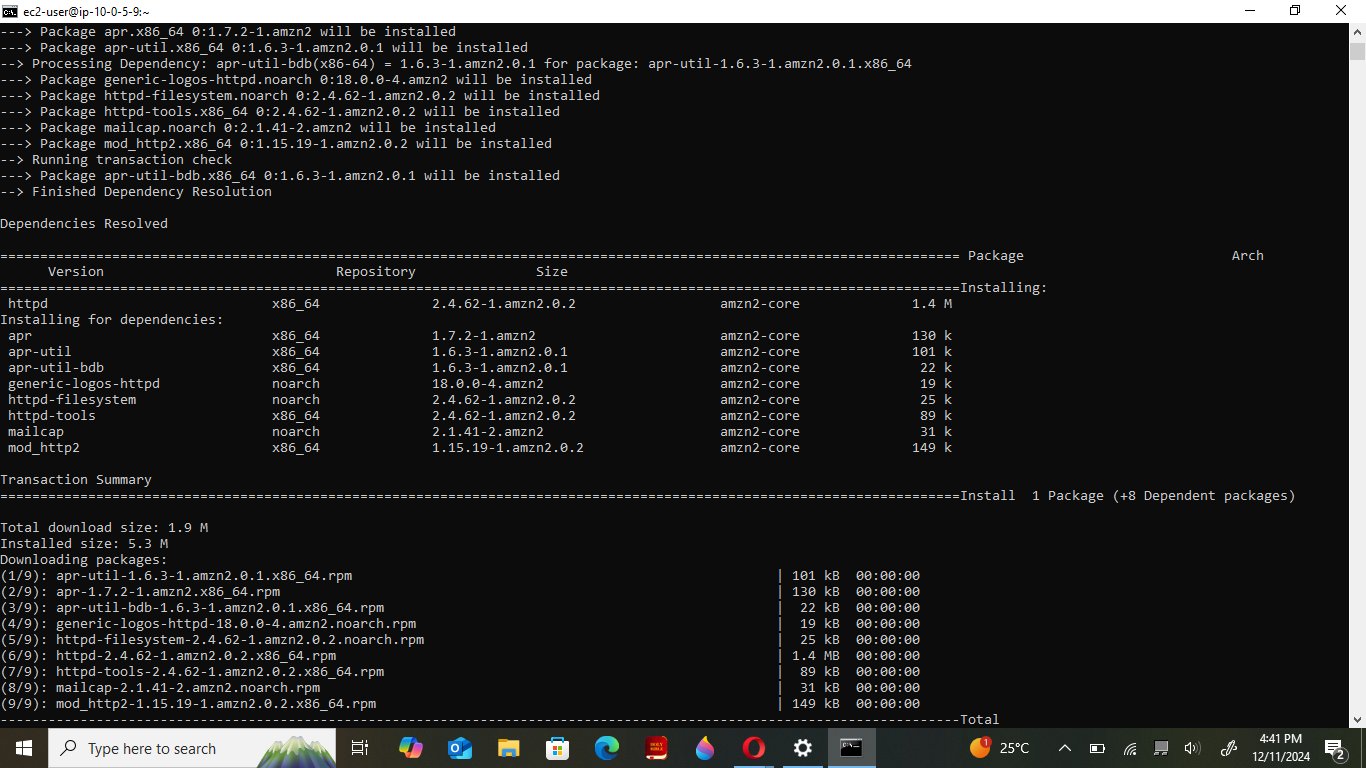 ec2-user@ip-10-0-5-9:~
---> Package apr.x86_64 0:1.7.2-1.amzn2 will be installed
---> Package apr-util.x86_64 0:1.6.3-1.amzn2.0.1 will be installed
--> Processing Dependency: apr-util-bdb(x86-64) = 1.6.3-1.amzn2.0.1 for package: apr-util-1.6.3-1.amzn2.0.1.x86_64
---> Package generic-logos-httpd.noarch 0:18.0.0-4.amzn2 will be installed
---> Package httpd-filesystem.noarch 0:2.4.62-1.amzn2.0.2 will be installed
---> Package httpd-tools.x86_64 0:2.4.62-1.amzn2.0.2 will be installed
---> Package mailcap.noarch 0:2.1.41-2.amzn2 will be installed
---> Package mod_http2.x86_64 0:1.15.19-1.amzn2.0.2 will be installed
--> Running transaction check
---> Package apr-util-bdb.x86_64 0:1.6.3-1.amzn2.0.1 will be installed
--> Finished Dependency Resolution
Dependencies Resolved
======================================================================================================================== Package Arch
Version Repository Size
========================================================================================================================Installing:
httpd x86_64 2.4.62-1.amzn2.0.2 amzn2-core 1.4 M
Installing for dependencies:
apr x86_64 1.7.2-1.amzn2 amzn2-core 130 k
apr-util x86_64 1.6.3-1.amzn2.0.1 amzn2-core 101 k
apr-util-bdb x86_64 1.6.3-1.amzn2.0.1 amzn2-core 22 k
generic-logos-httpd noarch 18.0.0-4.amzn2 amzn2-core 19 k
httpd-filesystem noarch 2.4.62-1.amzn2.0.2 amzn2-core 25 k
httpd-tools x86_64 2.4.62-1.amzn2.0.2 amzn2-core 89 k
mailcap noarch 2.1.41-2.amzn2 amzn2-core 31 k
mod_http2 x86_64 1.15.19-1.amzn2.0.2 amzn2-core 149 k
Transaction Summary
========================================================================================================================Install 1 Package (+8 Dependent packages)
Total download size: 1.9 M
Installed size: 5.3 M
Downloading packages:
(1/9): apr-util-1.6.3-1.amzn2.0.1.x86_64.rpm | 101 kB 00:00:00
(2/9): apr-1.7.2-1.amzn2.x86_64.rpm | 130 kB 00:00:00
(3/9): apr-util-bdb-1.6.3-1.amzn2.0.1.x86_64.rpm | 22 kB 00:00:00
(4/9): generic-logos-httpd-18.0.0-4.amzn2.noarch.rpm | 19 kB 00:00:00
(5/9): httpd-filesystem-2.4.62-1.amzn2.0.2.noarch.rpm | 25 kB 00:00:00
(6/9): httpd-2.4.62-1.amzn2.0.2.x86_64.rpm | 1.4 MB 00:00:00
(7/9): httpd-tools-2.4.62-1.amzn2.0.2.x86_64.rpm | 89 kB 00:00:00
(8/9): mailcap-2.1.41-2.amzn2.noarch.rpm | 31 kB 00:00:00
(9/9): mod_http2-1.15.19-1.amzn2.0.2.x86_64.rpm | 149 kB 00:00:00
------------------------------------------------------------------------------------------------------------------------Total
Type here to search
HOLY BIBLE
1
25°C
4:41 PM
12/11/2024
2